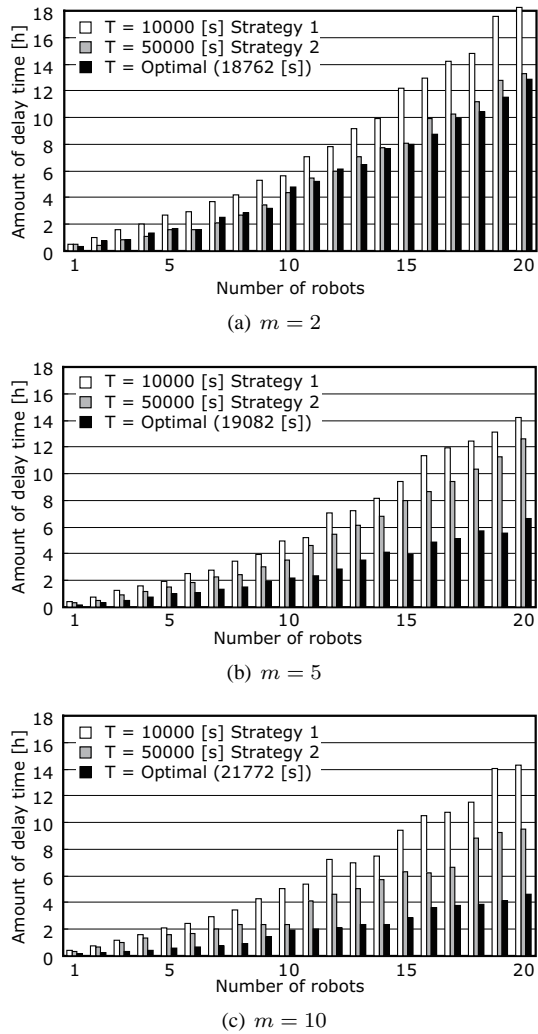 Amount of delay time [h]
18
16
14
12
10
8
6
4
2
0
T = 10000 [s] Strategy 1
T = 50000 [s] Strategy 2
T = Optimal (18762 [s])
1 5 10 15 20
Number of robots
(a) m = 2
Amount of delay time [h]
18
16
14
12
10
8
6
4
2
0
T = 10000 [s] Strategy 1
T = 50000 [s] Strategy 2
T = Optimal (19082 [s])
1 5 10 15 20
Number of robots
(b) m = 5
Amount of delay time [h]
18
16
14
12
10
8
6
4
2
0
T = 10000 [s] Strategy 1
T = 50000 [s] Strategy 2
T = Optimal (21772 [s])
1 5 10 15 20
Number of robots
(c) m = 10